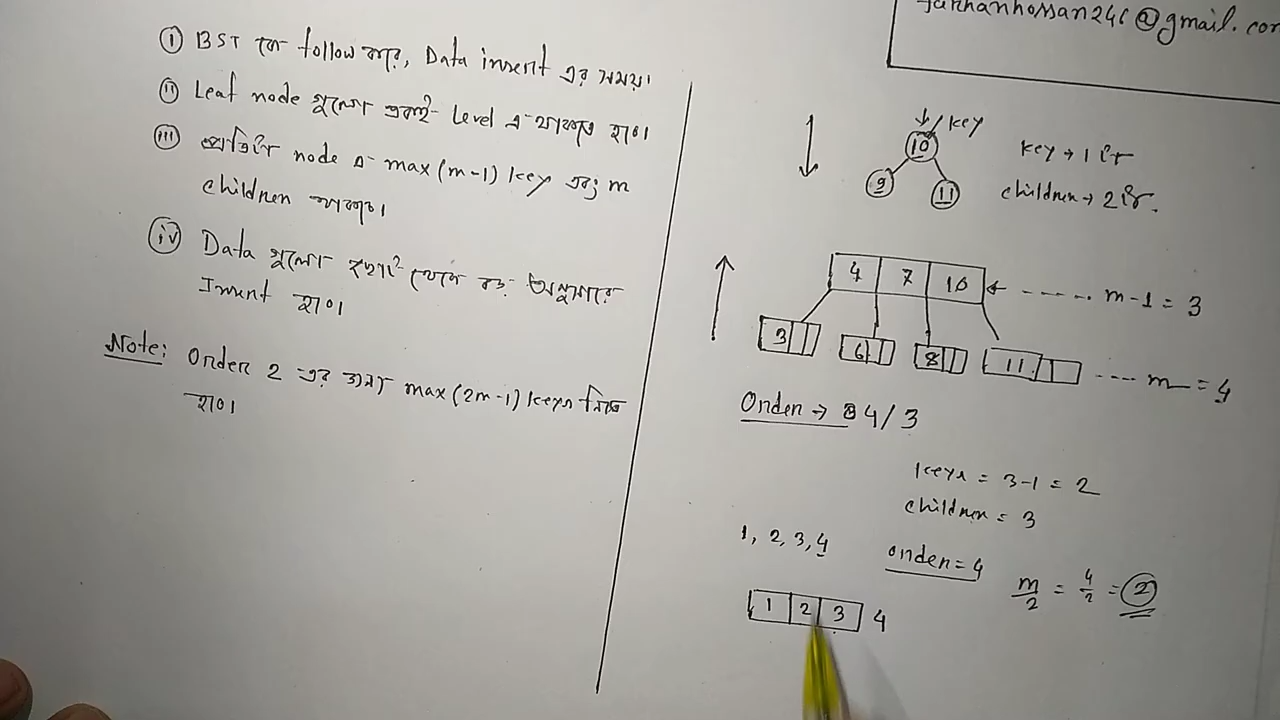 i) BST কে follow করে, Data insert এর সময়।
ii) Leaf node গুলো একই Level এ থাকতে হবে।
iii) প্রতিটি node এ max (m-1) key এবং m
children থাকবে।
iv) Data গুলো ছোট থেকে বড় অনুসারে
Insert হবে।
Note: Order 2 এর জন্য max (2m-1) keys নিতে
হবে।
farhanhossan246@gmail.com
key
10
9 11
key → 1 টি
children → 2 টি.
4 7 10 ← ----- m-1 = 3
3 6 8 11 ---- m = 4
Order → 4/3
keys = 3-1 = 2
children = 3
1, 2, 3, 4
order = 4
m/2 = 4/2 = 2
1 2 3 4